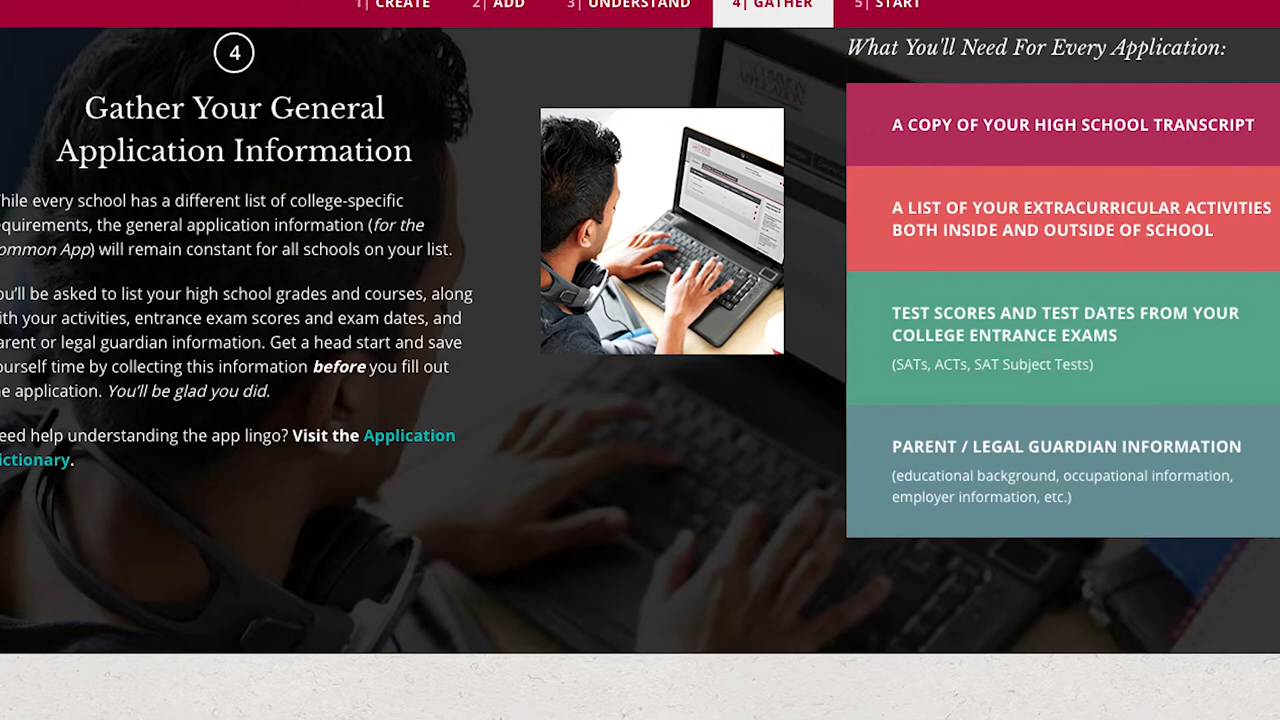 1| CREATE 2| ADD 3| UNDERSTAND 4| GATHER 5| START
4
Gather Your General
Application Information
hile every school has a different list of college-specific
equirements, the general application information (for the
ommon App) will remain constant for all schools on your list.
ou'll be asked to list your high school grades and courses, along
ith your activities, entrance exam scores and exam dates, and
arent or legal guardian information. Get a head start and save
ourself time by collecting this information before you fill out
e application. You'll be glad you did.
eed help understanding the app lingo? Visit the Application
ictionary.
What You'll Need For Every Application:
A COPY OF YOUR HIGH SCHOOL TRANSCRIPT
A LIST OF YOUR EXTRACURRICULAR ACTIVITIES
BOTH INSIDE AND OUTSIDE OF SCHOOL
TEST SCORES AND TEST DATES FROM YOUR
COLLEGE ENTRANCE EXAMS
(SATs, ACTs, SAT Subject Tests)
PARENT / LEGAL GUARDIAN INFORMATION
(educational background, occupational information,
employer information, etc.)